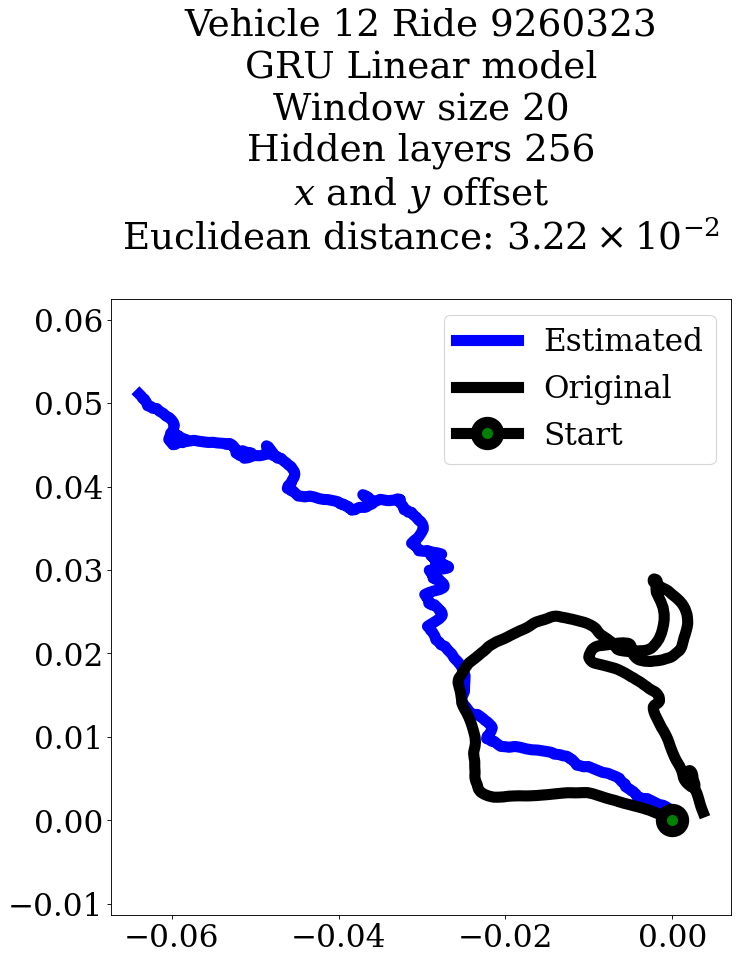 Vehicle 12 Ride 9260323
GRU Linear model
Window size 20
Hidden layers 256
x and y offset
Euclidean distance: 3.22 × 10⁻²
Estimated
Original
Start
0.06
0.05
0.04
0.03
0.02
0.01
0.00
−0.01
−0.06 −0.04 −0.02 0.00